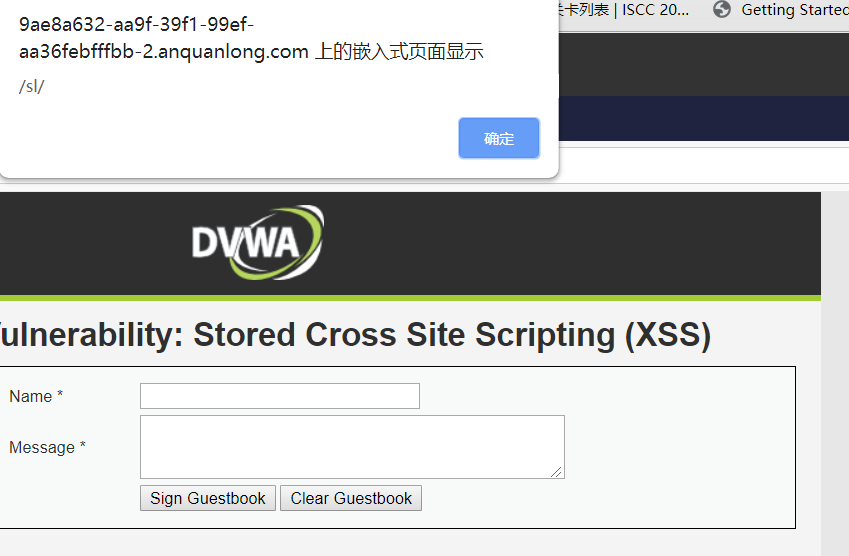 9ae8a632-aa9f-39f1-99ef-
aa36febfffbb-2.anquanlong.com 上的嵌入式页面显示
/sl/
确定
卡列表 | ISCC 20...
Getting Started
DVWA
ulnerability: Stored Cross Site Scripting (XSS)
Name *
Message *
Sign Guestbook
Clear Guestbook